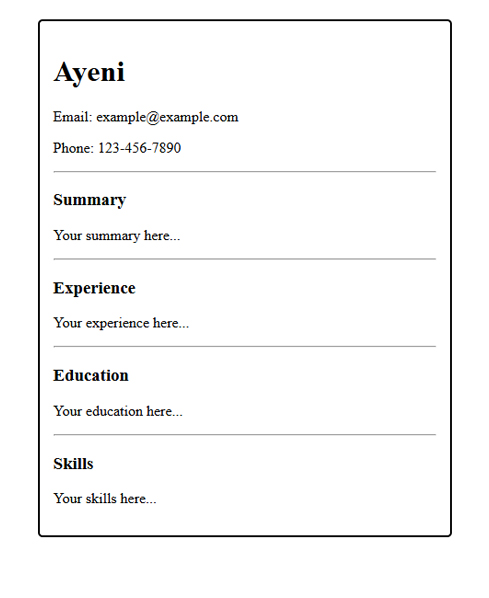 Ayeni
Email: example@example.com
Phone: 123-456-7890
Summary
Your summary here...
Experience
Your experience here...
Education
Your education here...
Skills
Your skills here...